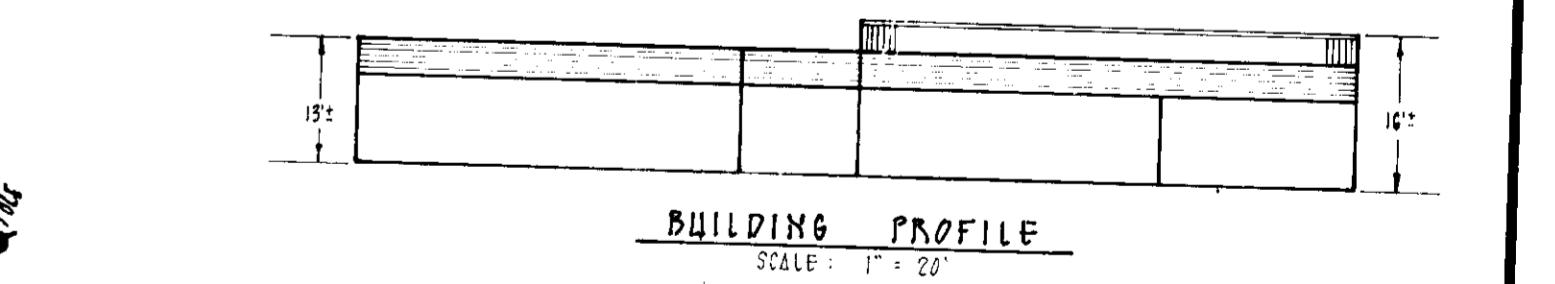 13'±
16'±
BUILDING PROFILE
SCALE: 1" = 20'